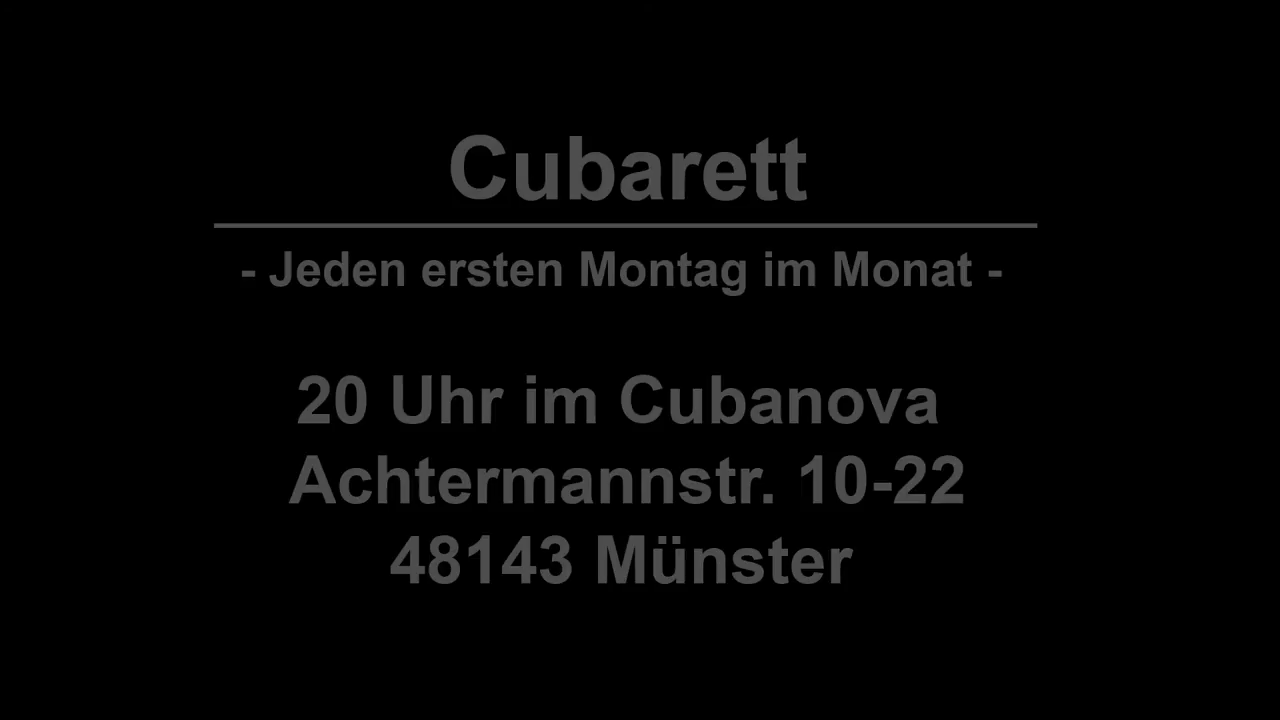 Cubarett
- Jeden ersten Montag im Monat -
20 Uhr im Cubanova
Achtermannstr. 10-22
48143 Münster